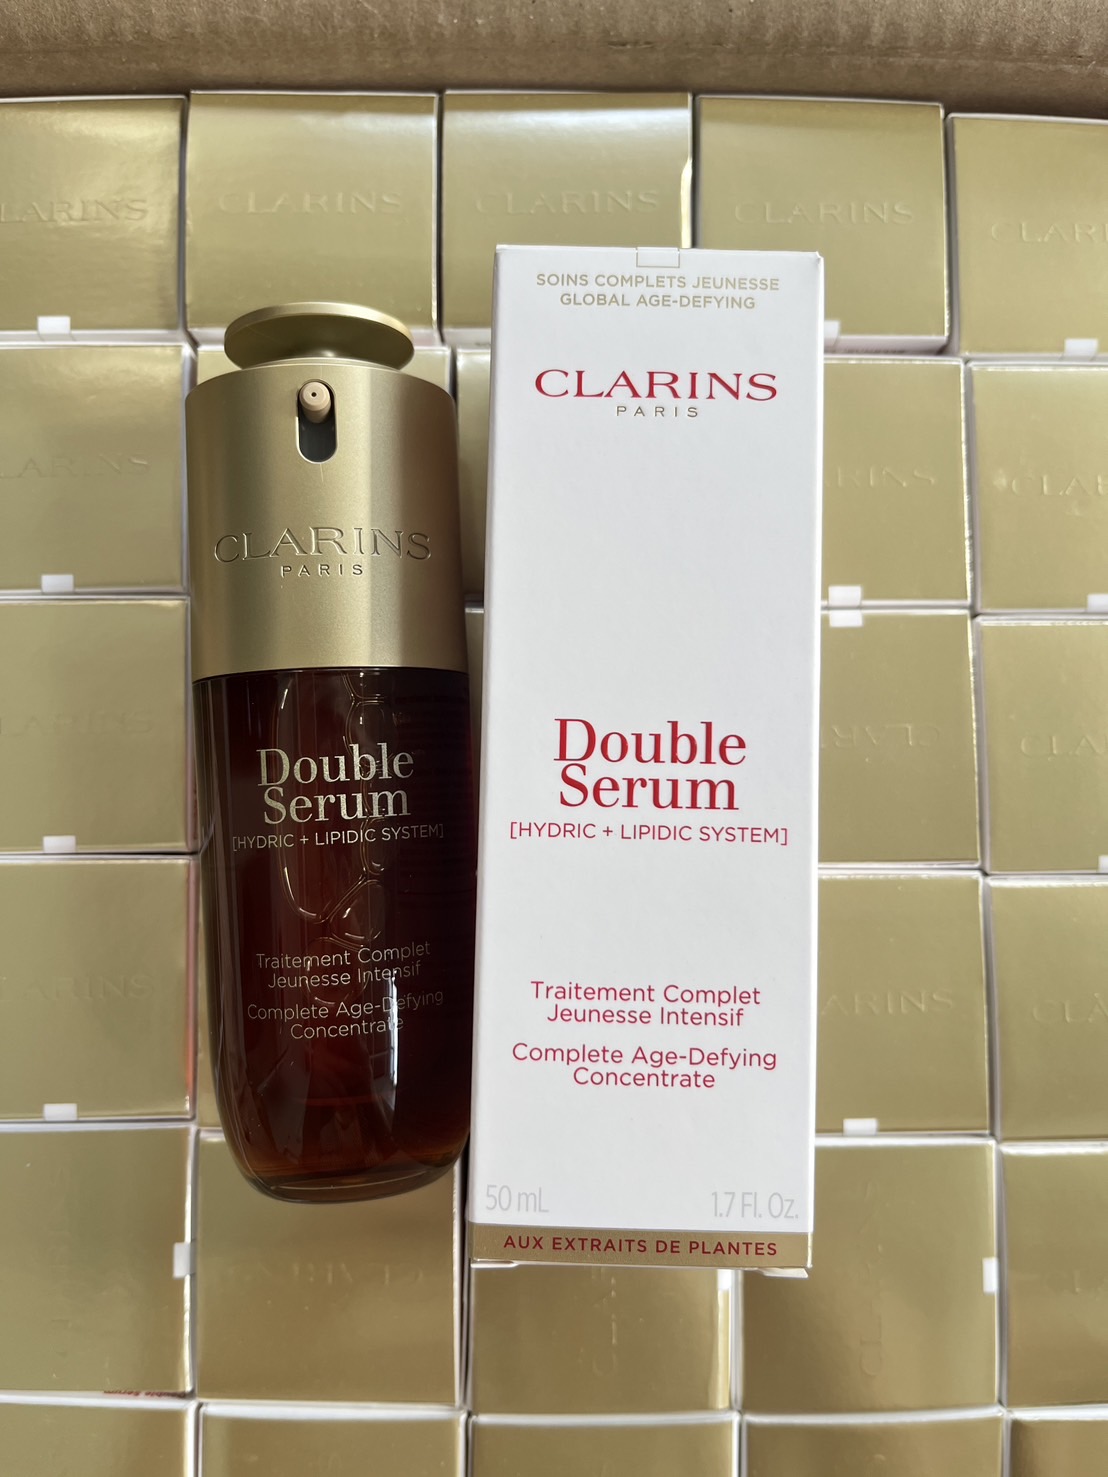 CLARINS
CLARINS
CLARINS
CLARINS
SOINS COMPLETS JEUNESSE
GLOBAL AGE-DEFYING
CLARINS
PARIS
Double
Serum
[HYDRIC + LIPIDIC SYSTEM]
Traitement Complet
Jeunesse Intensif
Complete Age-Defying
Concentrate
50 mL
1.7 Fl. Oz.
AUX EXTRAITS DE PLANTES
CLARINS
PARIS
Double
Serum
[HYDRIC + LIPIDIC SYSTEM]
Traitement Complet
Jeunesse Intensif
Complete Age-Defying
Concentrate